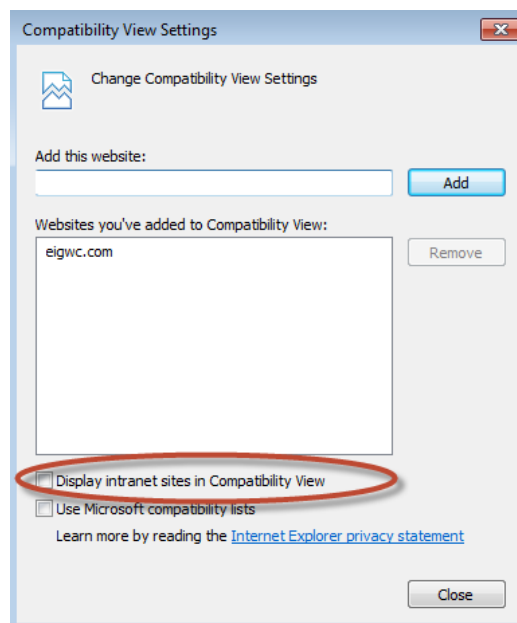 Compatibility View Settings
Change Compatibility View Settings
Add this website:
Add
Websites you've added to Compatibility View:
eigwc.com
Remove
Display intranet sites in Compatibility View
Use Microsoft compatibility lists
Learn more by reading the Internet Explorer privacy statement
Close